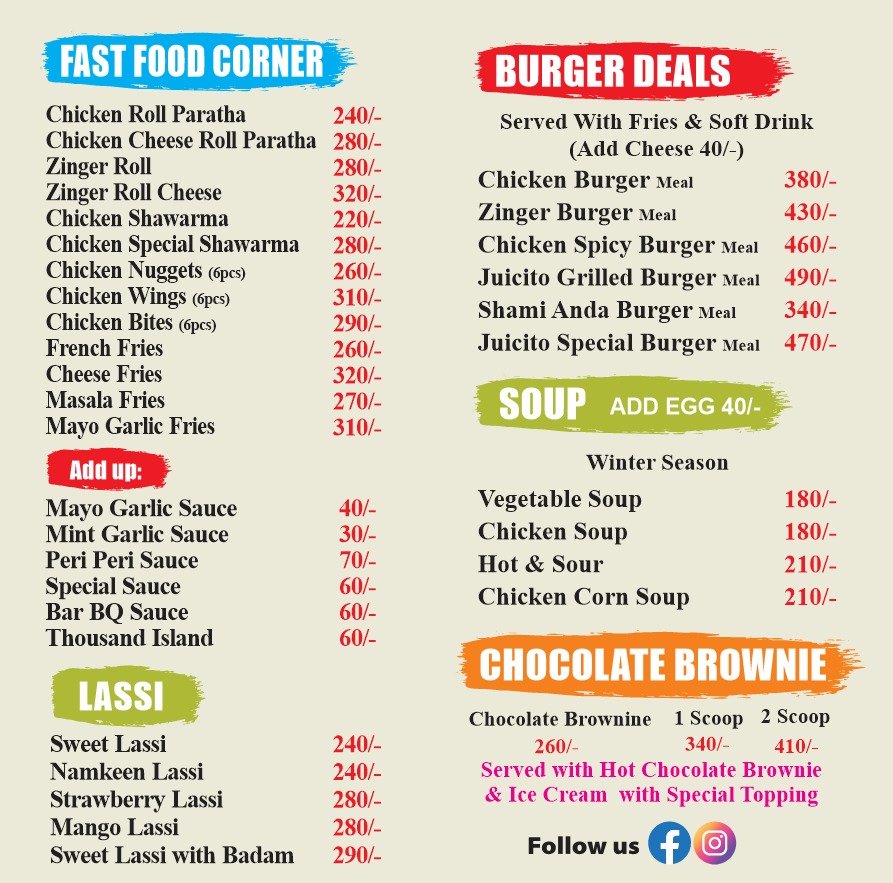 FAST FOOD CORNER
Chicken Roll Paratha 240/-
Chicken Cheese Roll Paratha 280/-
Zinger Roll 280/-
Zinger Roll Cheese 320/-
Chicken Shawarma 220/-
Chicken Special Shawarma 280/-
Chicken Nuggets (6pcs) 260/-
Chicken Wings (6pcs) 310/-
Chicken Bites (6pcs) 290/-
French Fries 260/-
Cheese Fries 320/-
Masala Fries 270/-
Mayo Garlic Fries 310/-
Add up:
Mayo Garlic Sauce 40/-
Mint Garlic Sauce 30/-
Peri Peri Sauce 70/-
Special Sauce 60/-
Bar BQ Sauce 60/-
Thousand Island 60/-
LASSI
Sweet Lassi 240/-
Namkeen Lassi 240/-
Strawberry Lassi 280/-
Mango Lassi 280/-
Sweet Lassi with Badam 290/-
BURGER DEALS
Served With Fries & Soft Drink
(Add Cheese 40/-)
Chicken Burger Meal 380/-
Zinger Burger Meal 430/-
Chicken Spicy Burger Meal 460/-
Juicito Grilled Burger Meal 490/-
Shami Anda Burger Meal 340/-
Juicito Special Burger Meal 470/-
SOUP ADD EGG 40/-
Winter Season
Vegetable Soup 180/-
Chicken Soup 180/-
Hot & Sour 210/-
Chicken Corn Soup 210/-
CHOCOLATE BROWNIE
Chocolate Brownine 1 Scoop 2 Scoop
260/- 340/- 410/-
Served with Hot Chocolate Brownie
& Ice Cream with Special Topping
Follow us